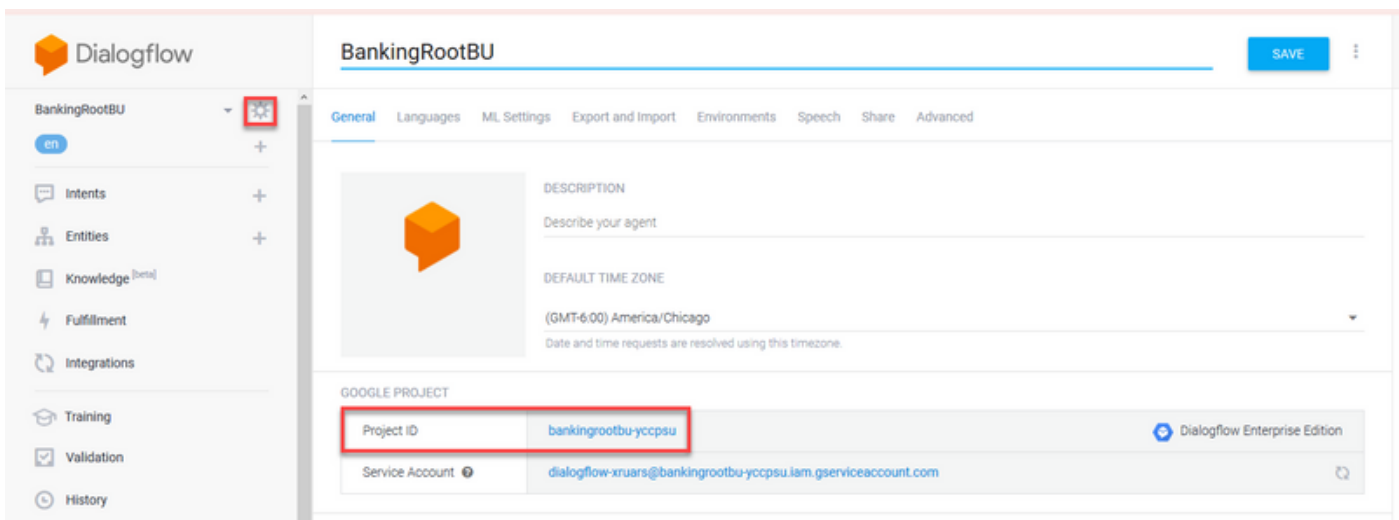 Dialogflow
BankingRootBU
en
Intents
Entities
Knowledge [beta]
Fulfillment
Integrations
Training
Validation
History
BankingRootBU
SAVE
General Languages ML Settings Export and Import Environments Speech Share Advanced
DESCRIPTION
Describe your agent
DEFAULT TIME ZONE
(GMT-6:00) America/Chicago
Date and time requests are resolved using this timezone.
GOOGLE PROJECT
Project ID bankingrootbu-yccpsu Dialogflow Enterprise Edition
Service Account ? dialogflow-xruars@bankingrootbu-yccpsu.iam.gserviceaccount.com